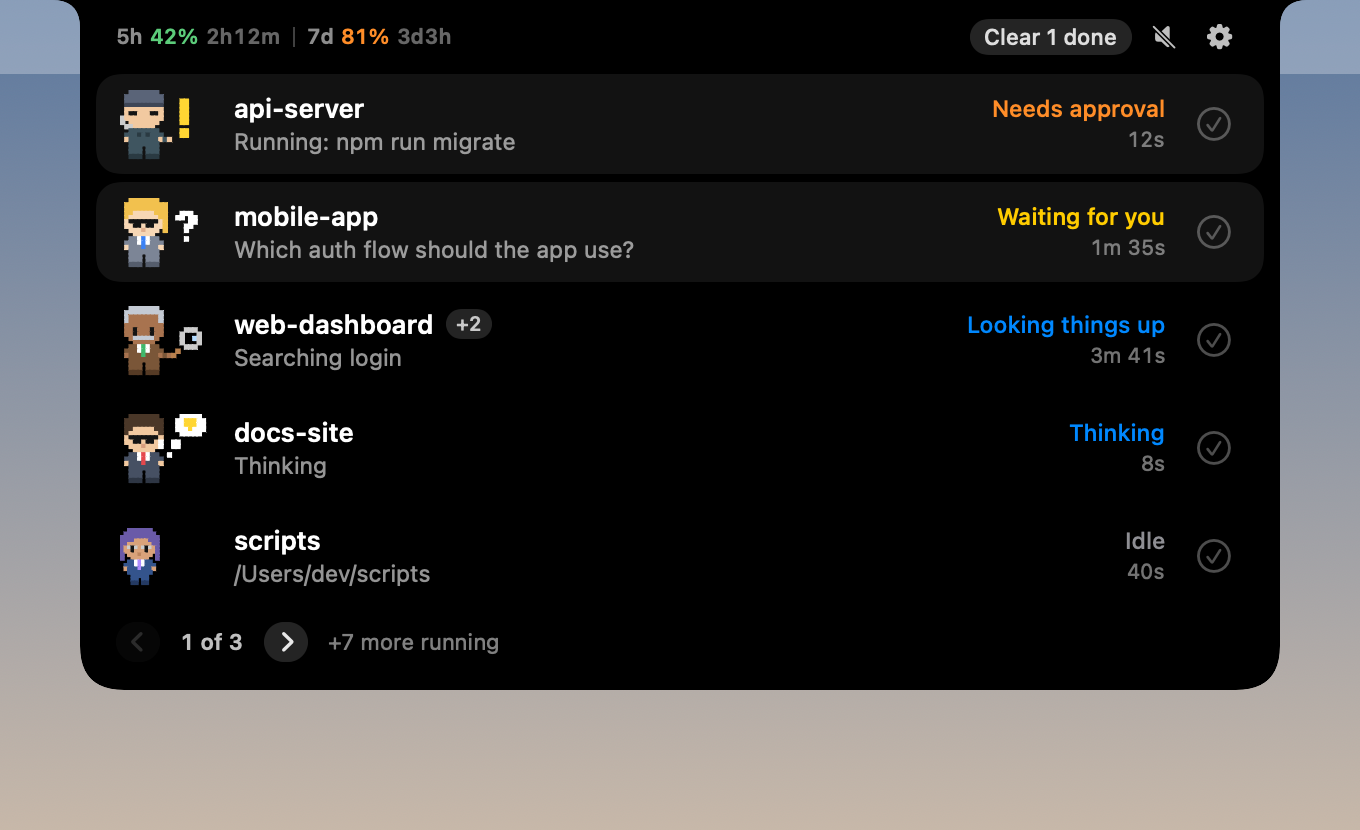 5h 42% 2h12m | 7d 81% 3d3h
Clear 1 done
api-server
Running: npm run migrate
Needs approval
12s
mobile-app
Which auth flow should the app use?
Waiting for you
1m 35s
web-dashboard +2
Searching login
Looking things up
3m 41s
docs-site
Thinking
Thinking
8s
scripts
/Users/dev/scripts
Idle
40s
1 of 3
+7 more running